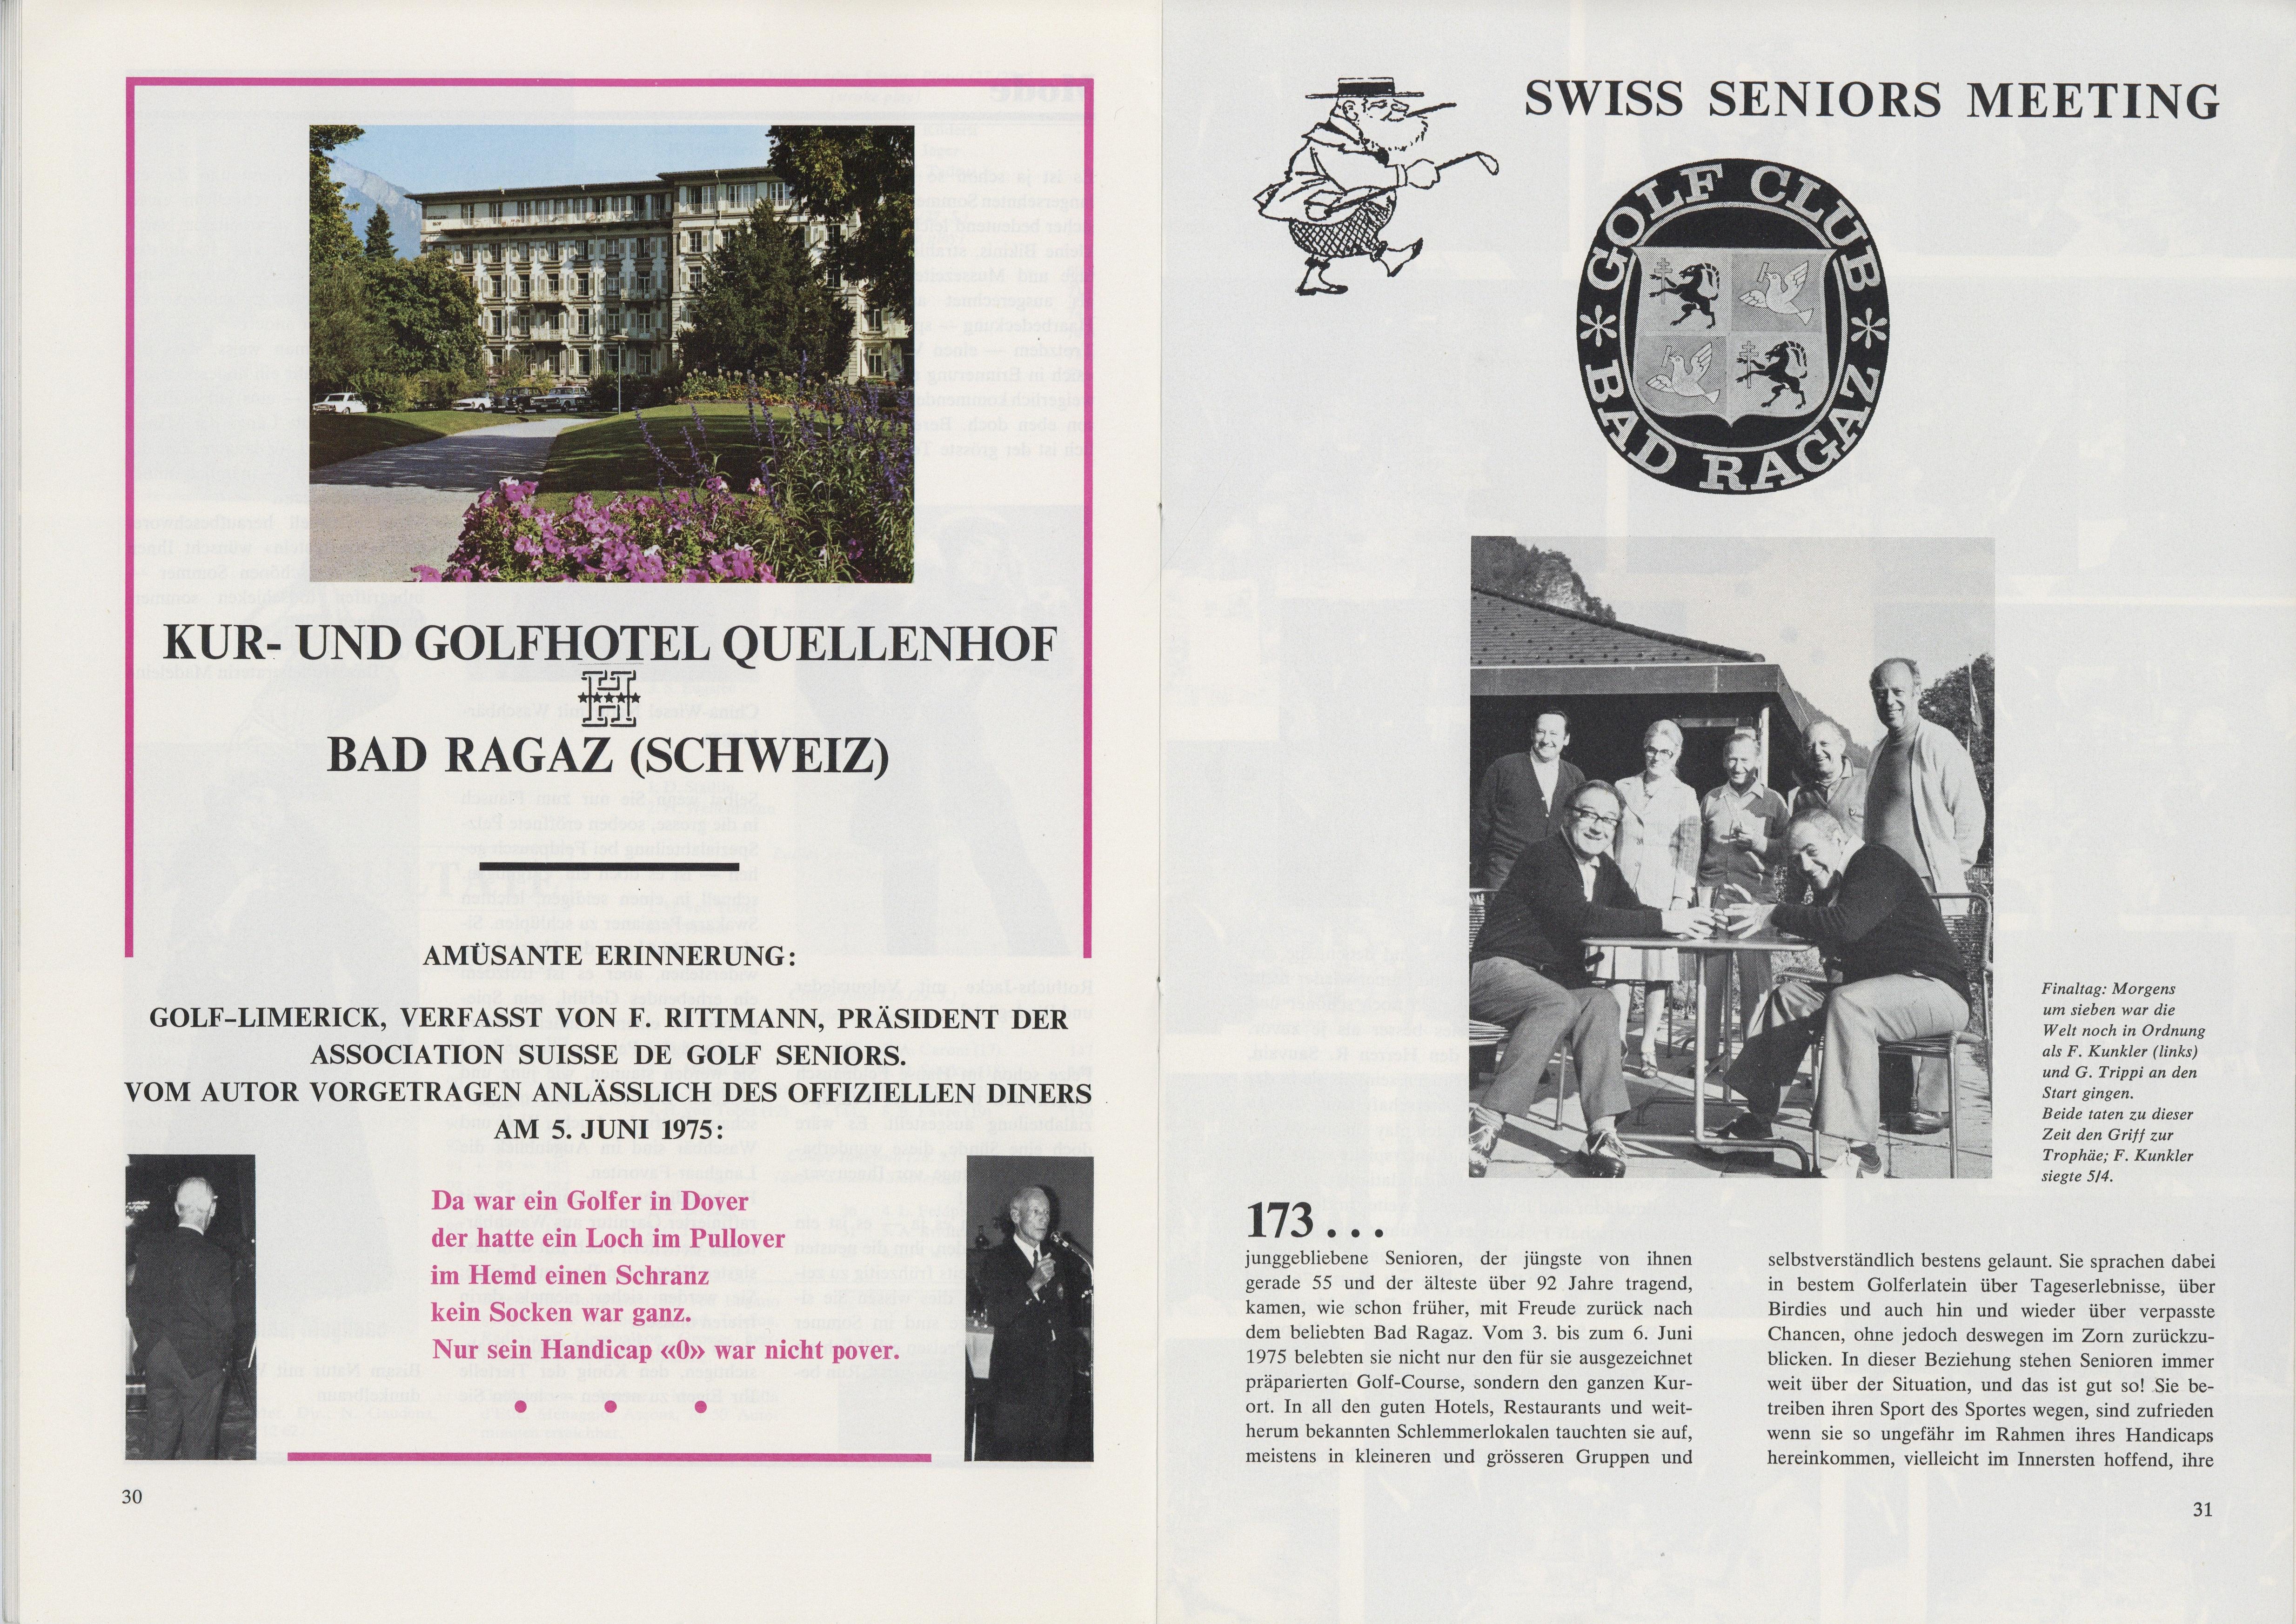 KUR- UND GOLFHOTEL QUELLENHOF
H
BAD RAGAZ (SCHWEIZ)
AMÜSANTE ERINNERUNG:
GOLF-LIMERICK, VERFASST VON F. RITTMANN, PRÄSIDENT DER
ASSOCIATION SUISSE DE GOLF SENIORS.
VOM AUTOR VORGETRAGEN ANLÄSSLICH DES OFFIZIELLEN DINERS
AM 5. JUNI 1975:
Da war ein Golfer in Dover
der hatte ein Loch im Pullover
im Hemd einen Schranz
kein Socken war ganz.
Nur sein Handicap «0» war nicht pover.
30
SWISS SENIORS MEETING
GOLF CLUB
* BAD RAGAZ *
Finaltag: Morgens
um sieben war die
Welt noch in Ordnung
als F. Kunkler (links)
und G. Trippi an den
Start gingen.
Beide taten zu dieser
Zeit den Griff zur
Trophäe; F. Kunkler
siegte 5/4.
173...
junggebliebene Senioren, der jüngste von ihnen
gerade 55 und der älteste über 92 Jahre tragend,
kamen, wie schon früher, mit Freude zurück nach
dem beliebten Bad Ragaz. Vom 3. bis zum 6. Juni
1975 belebten sie nicht nur den für sie ausgezeichnet
präparierten Golf-Course, sondern den ganzen Kur-
ort. In all den guten Hotels, Restaurants und weit-
herum bekannten Schlemmerlokalen tauchten sie auf,
meistens in kleineren und grösseren Gruppen und
selbstverständlich bestens gelaunt. Sie sprachen dabei
in bestem Golferlatein über Tageserlebnisse, über
Birdies und auch hin und wieder über verpasste
Chancen, ohne jedoch deswegen im Zorn zurückzu-
blicken. In dieser Beziehung stehen Senioren immer
weit über der Situation, und das ist gut so! Sie be-
treiben ihren Sport des Sportes wegen, sind zufrieden
wenn sie so ungefähr im Rahmen ihres Handicaps
hereinkommen, vielleicht im Innersten hoffend, ihre
31